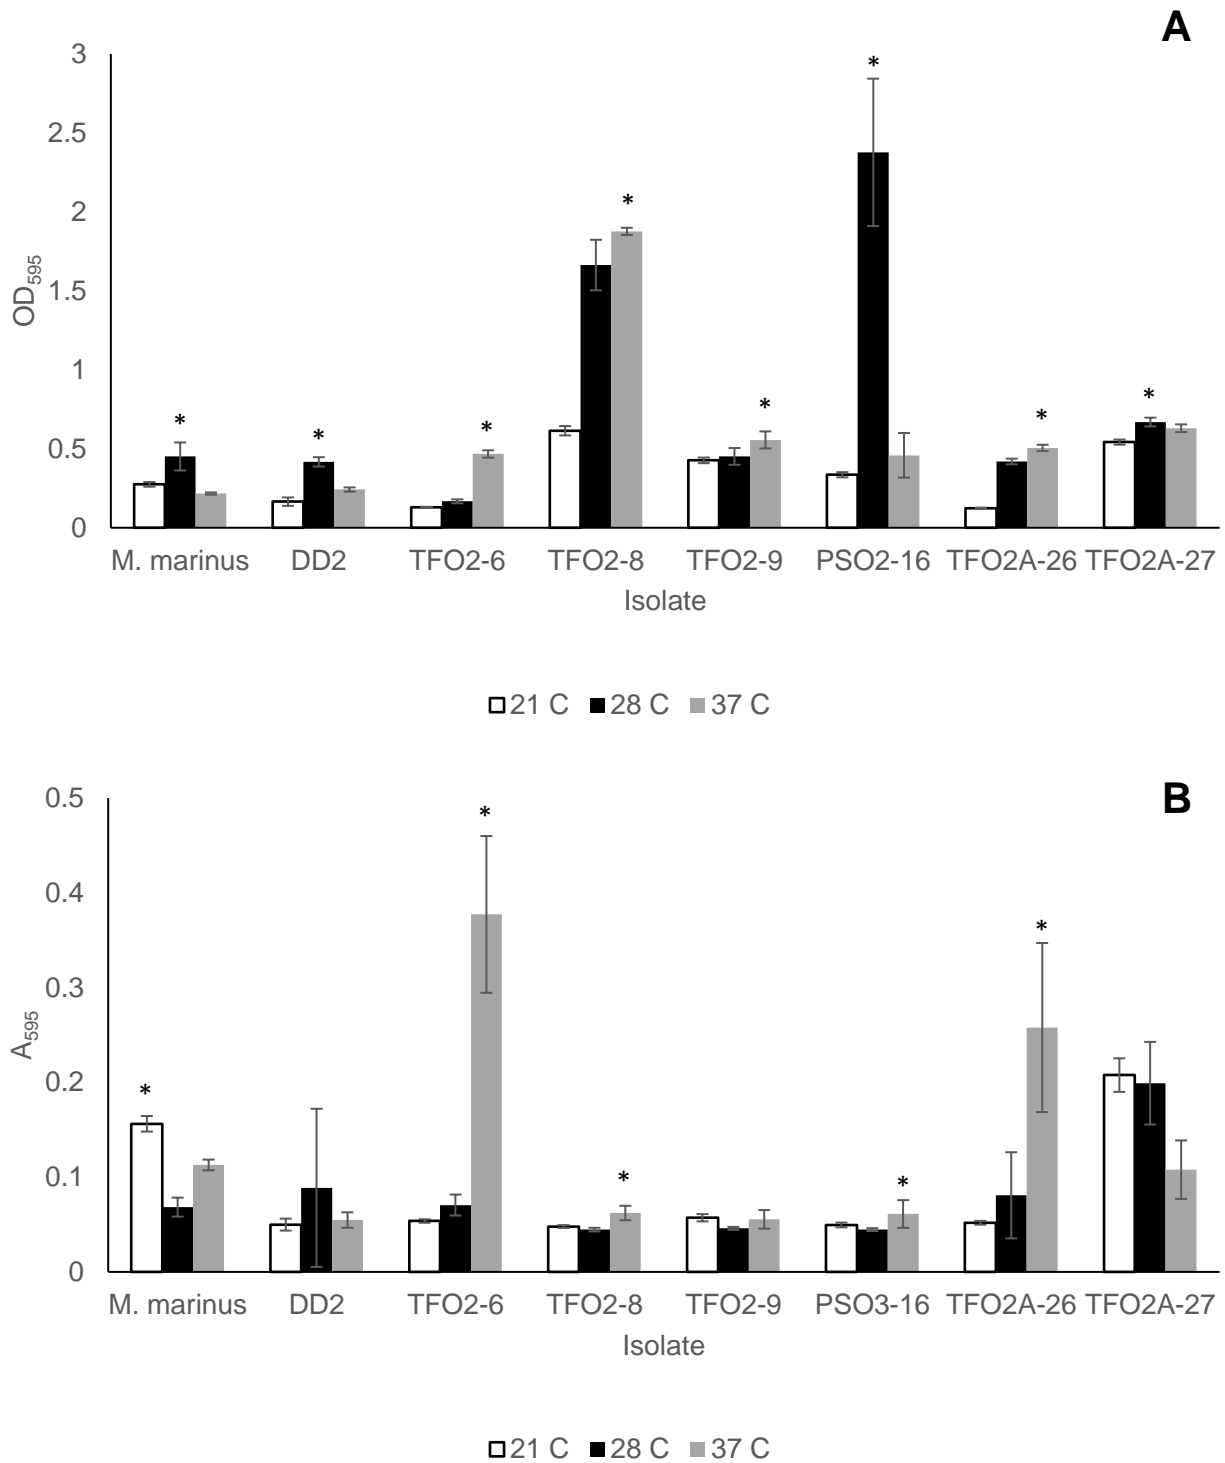 A
3
2.5
2
1.5
1
0.5
0
OD595
* * * * * * * *
M. marinus DD2 TFO2-6 TFO2-8 TFO2-9 PSO2-16 TFO2A-26 TFO2A-27
Isolate
21 C 28 C 37 C
B
0.5
0.4
0.3
0.2
0.1
0
A595
* * * * *
M. marinus DD2 TFO2-6 TFO2-8 TFO2-9 PSO3-16 TFO2A-26 TFO2A-27
Isolate
21 C 28 C 37 C